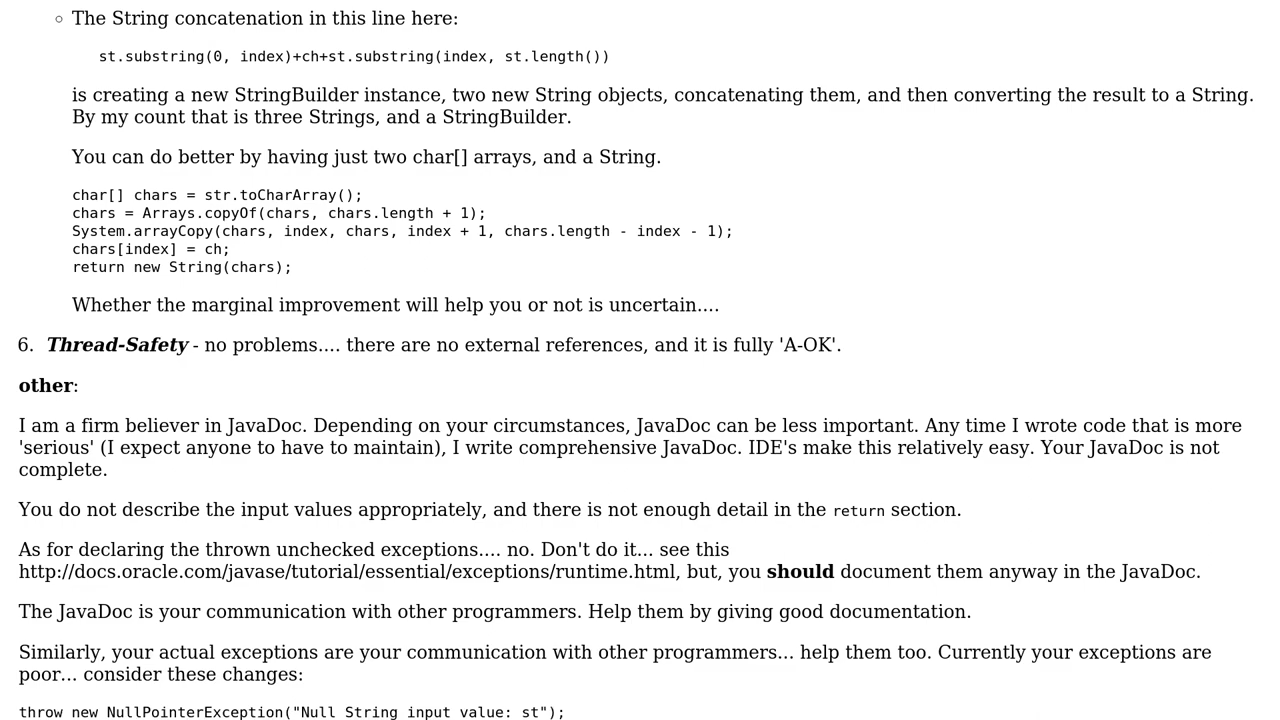 The String concatenation in this line here:
st.substring(0, index)+ch+st.substring(index, st.length())
is creating a new StringBuilder instance, two new String objects, concatenating them, and then converting the result to a String.
By my count that is three Strings, and a StringBuilder.
You can do better by having just two char[] arrays, and a String.
char[] chars = str.toCharArray();
chars = Arrays.copyOf(chars, chars.length + 1);
System.arrayCopy(chars, index, chars, index + 1, chars.length - index - 1);
chars[index] = ch;
return new String(chars);
Whether the marginal improvement will help you or not is uncertain....
6. Thread-Safety - no problems.... there are no external references, and it is fully 'A-OK'.
other:
I am a firm believer in JavaDoc. Depending on your circumstances, JavaDoc can be less important. Any time I wrote code that is more
'serious' (I expect anyone to have to maintain), I write comprehensive JavaDoc. IDE's make this relatively easy. Your JavaDoc is not
complete.
You do not describe the input values appropriately, and there is not enough detail in the return section.
As for declaring the thrown unchecked exceptions.... no. Don't do it... see this
http://docs.oracle.com/javase/tutorial/essential/exceptions/runtime.html, but, you should document them anyway in the JavaDoc.
The JavaDoc is your communication with other programmers. Help them by giving good documentation.
Similarly, your actual exceptions are your communication with other programmers... help them too. Currently your exceptions are
poor... consider these changes:
throw new NullPointerException("Null String input value: st");